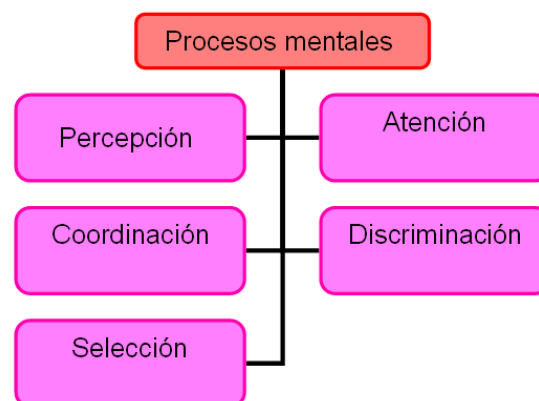 Procesos mentales
Percepción
Atención
Coordinación
Discriminación
Selección